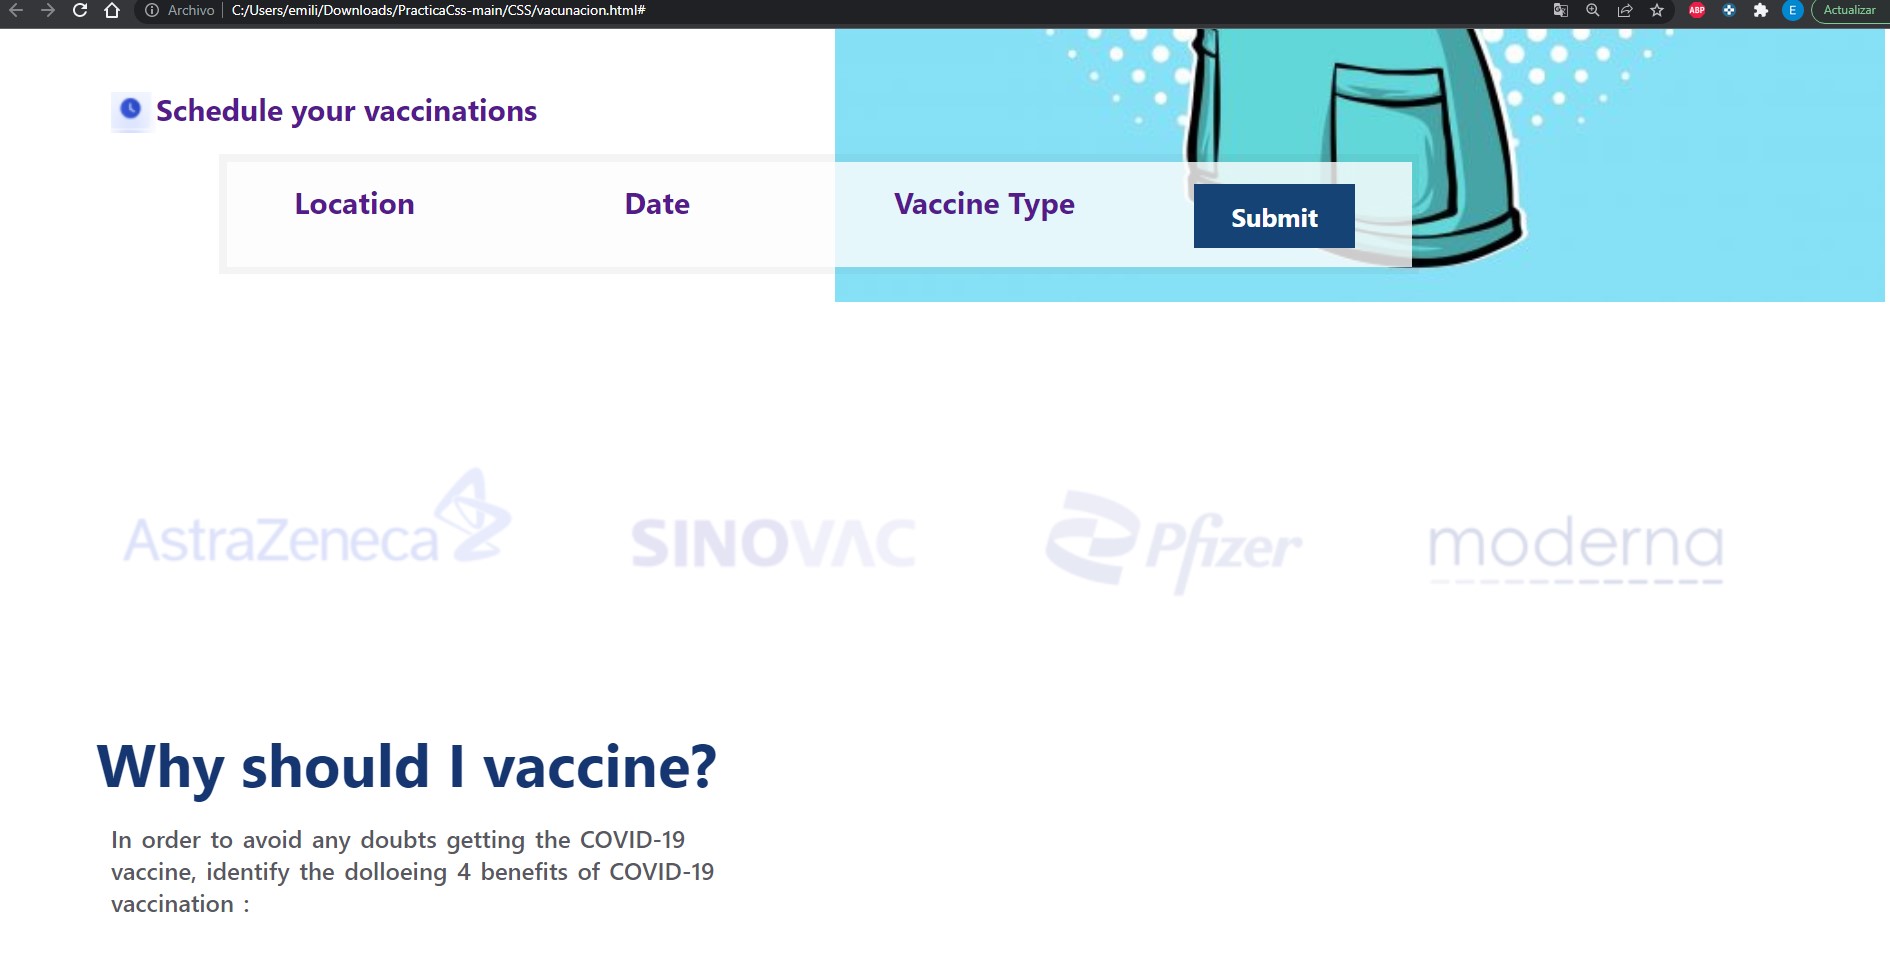 Archivo C:/Users/emili/Downloads/PracticaCss-main/CSS/vacunacion.html#
ABP
E
Actualizar
Schedule your vaccinations
Location Date Vaccine Type Submit
AstraZeneca SINOVAC Pfizer moderna
Why should I vaccine?
In order to avoid any doubts getting the COVID-19
vaccine, identify the dolloeing 4 benefits of COVID-19
vaccination :